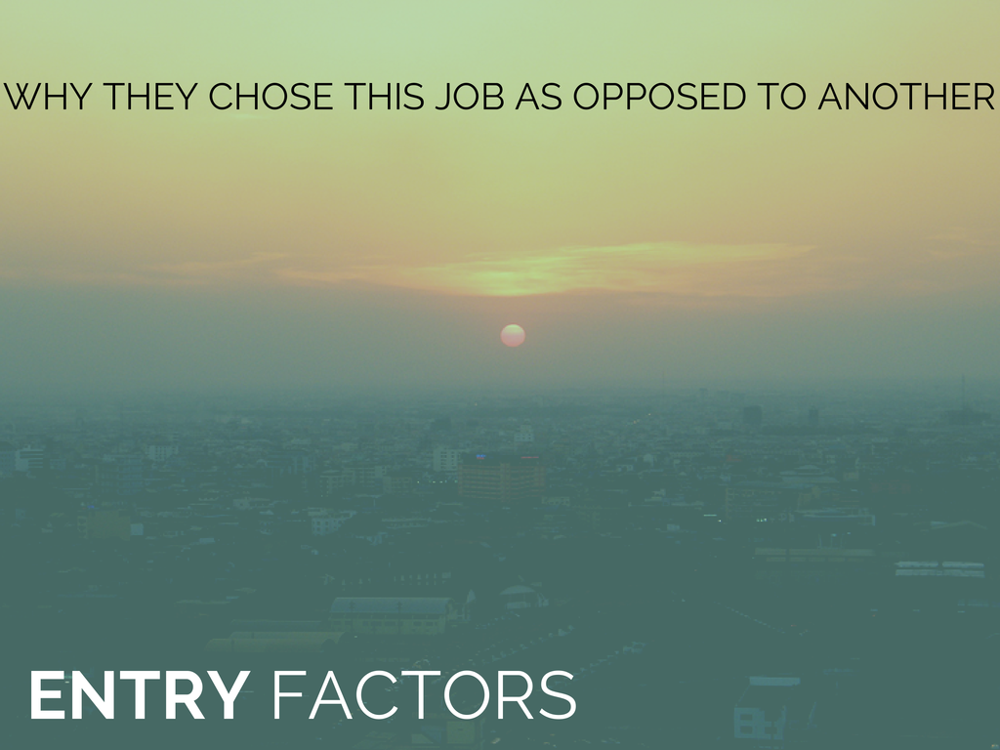 WHY THEY CHOSE THIS JOB AS OPPOSED TO ANOTHER
ENTRY FACTORS